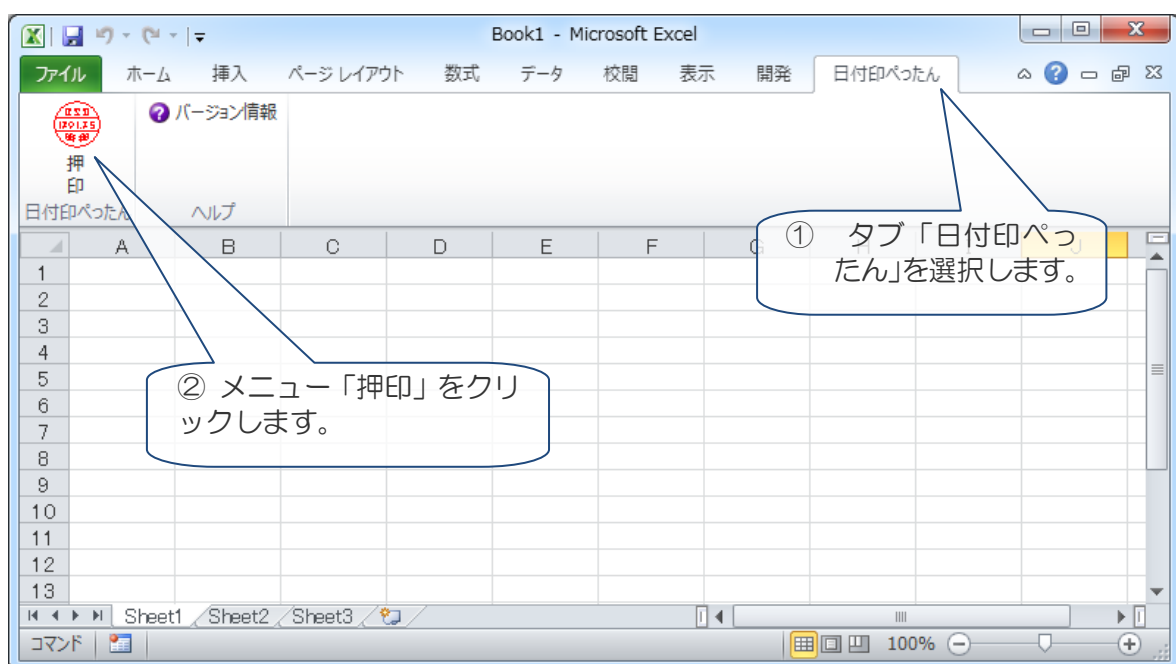 Book1 - Microsoft Excel
ファイル ホーム 挿入 ページ レイアウト 数式 データ 校閲 表示 開発 日付印ぺったん
バージョン情報
押
印
日付印ぺったん ヘルプ
① タブ「日付印ぺっ
たん」を選択します。
A B C D E F G H I J
1
2
3
4
② メニュー「押印」をクリ
ックします。
5
6
7
8
9
10
11
12
13
Sheet1 Sheet2 Sheet3
コマンド 100%